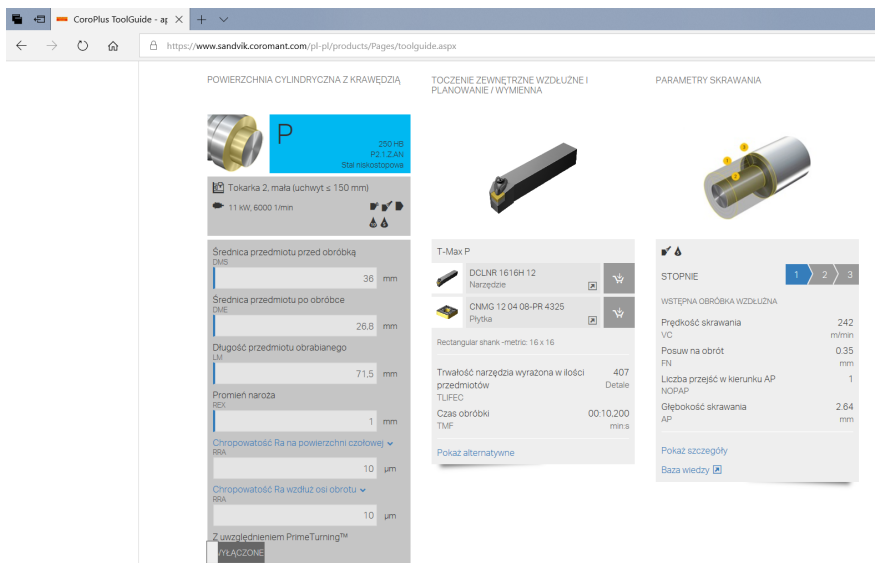 CoroPlus ToolGuide - ap
https://www.sandvik.coromant.com/pl-pl/products/Pages/toolguide.aspx
POWIERZCHNIA CYLINDRYCZNA Z KRAWĘDZIĄ
P
250 HB
P2.1.Z.AN
Stal niskostopowa
Tokarka 2, mała (uchwyt ≤ 150 mm)
11 kW, 6000 1/min
Średnica przedmiotu przed obróbką
DMS
36 mm
Średnica przedmiotu po obróbce
DME
26.8 mm
Długość przedmiotu obrabianego
LM
71,5 mm
Promień naroża
REX
1 mm
Chropowatość Ra na powierzchni czołowej
RRA
10 µm
Chropowatość Ra wzdłuż osi obrotu
RRA
10 µm
Z uwzględnieniem PrimeTurning™
WYŁĄCZONE
TOCZENIE ZEWNĘTRZNE WZDŁUŻNE I
PLANOWANIE / WYMIENNA
T-Max P
DCLNR 1616H 12
Narzędzie
CNMG 12 04 08-PR 4325
Płytka
Rectangular shank -metric: 16 x 16
Trwałość narzędzia wyrażona w ilości 407
przedmiotów Detale
TLIFEC
Czas obróbki 00:10,200
TMF min:s
Pokaż alternatywne
PARAMETRY SKRAWANIA
1
2
3
STOPNIE 1 2 3
WSTĘPNA OBRÓBKA WZDŁUŻNA
Prędkość skrawania 242
VC m/min
Posuw na obrót 0.35
FN mm
Liczba przejść w kierunku AP 1
NOPAP
Głębokość skrawania 2.64
AP mm
Pokaż szczegóły
Baza wiedzy